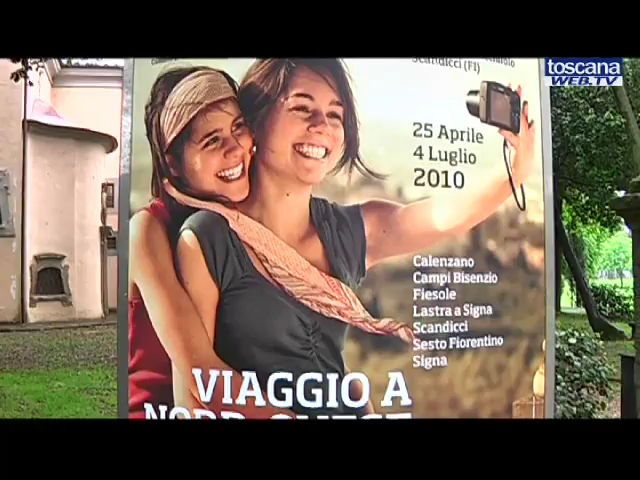 Scandicci (FI)
toscana
WEB.TV
25 Aprile
4 Luglio
2010
Calenzano
Campi Bisenzio
Fiesole
Lastra a Signa
Scandicci
Sesto Fiorentino
Signa
VIAGGIO A